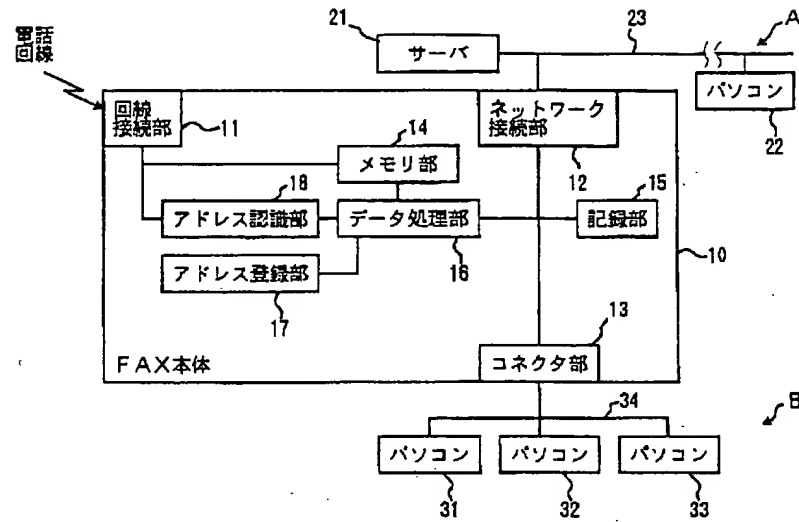 21
23
A
サーバ
電話
回線
パソコン
22
回線
接続部
11
ネットワーク
接続部
12
14
メモリ部
18
15
アドレス認識部
データ処理部
記録部
16
10
アドレス登録部
17
13
FAX本体
コネクタ部
34
B
パソコン
パソコン
パソコン
31
32
33